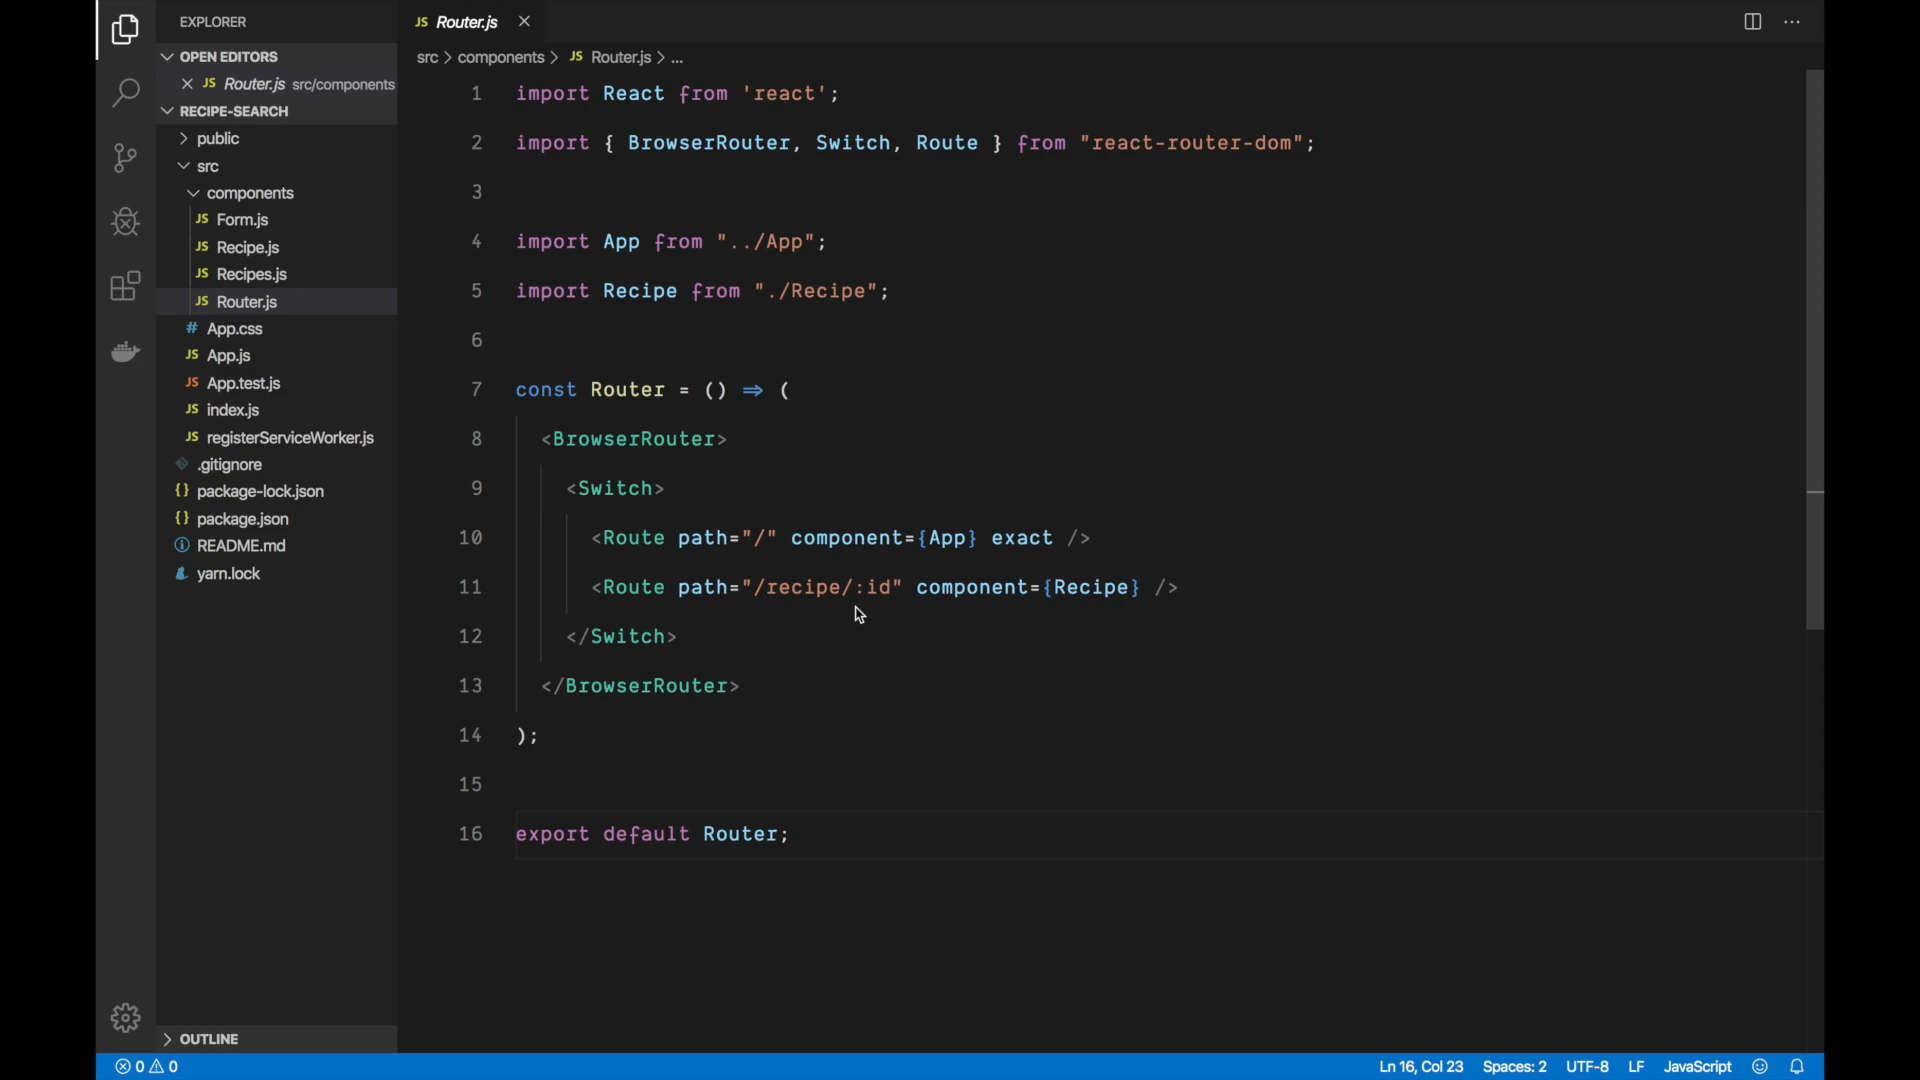 EXPLORER
OPEN EDITORS
JS Router.js src/components
RECIPE-SEARCH
public
src
components
JS Form.js
JS Recipe.js
JS Recipes.js
JS Router.js
# App.css
JS App.js
JS App.test.js
JS index.js
JS registerServiceWorker.js
.gitignore
{} package-lock.json
{} package.json
README.md
yarn.lock
OUTLINE
JS Router.js
src > components > JS Router.js > ...
1 import React from 'react';
2 import { BrowserRouter, Switch, Route } from "react-router-dom";
3
4 import App from "../App";
5 import Recipe from "./Recipe";
6
7 const Router = () ⇒ (
8 <BrowserRouter>
9 <Switch>
10 <Route path="/" component={App} exact />
11 <Route path="/recipe/:id" component={Recipe} />
12 </Switch>
13 </BrowserRouter>
14 );
15
16 export default Router;
0 0
Ln 16, Col 23 Spaces: 2 UTF-8 LF JavaScript